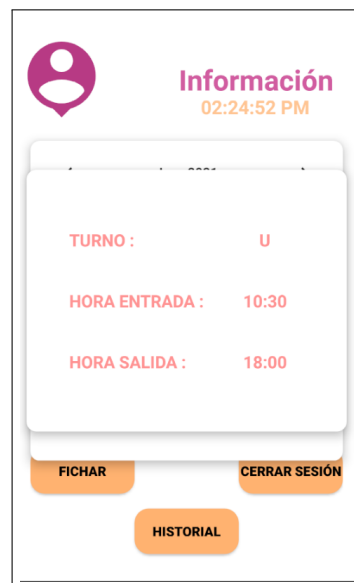 Información
02:24:52 PM
TURNO : U
HORA ENTRADA : 10:30
HORA SALIDA : 18:00
FICHAR
CERRAR SESIÓN
HISTORIAL